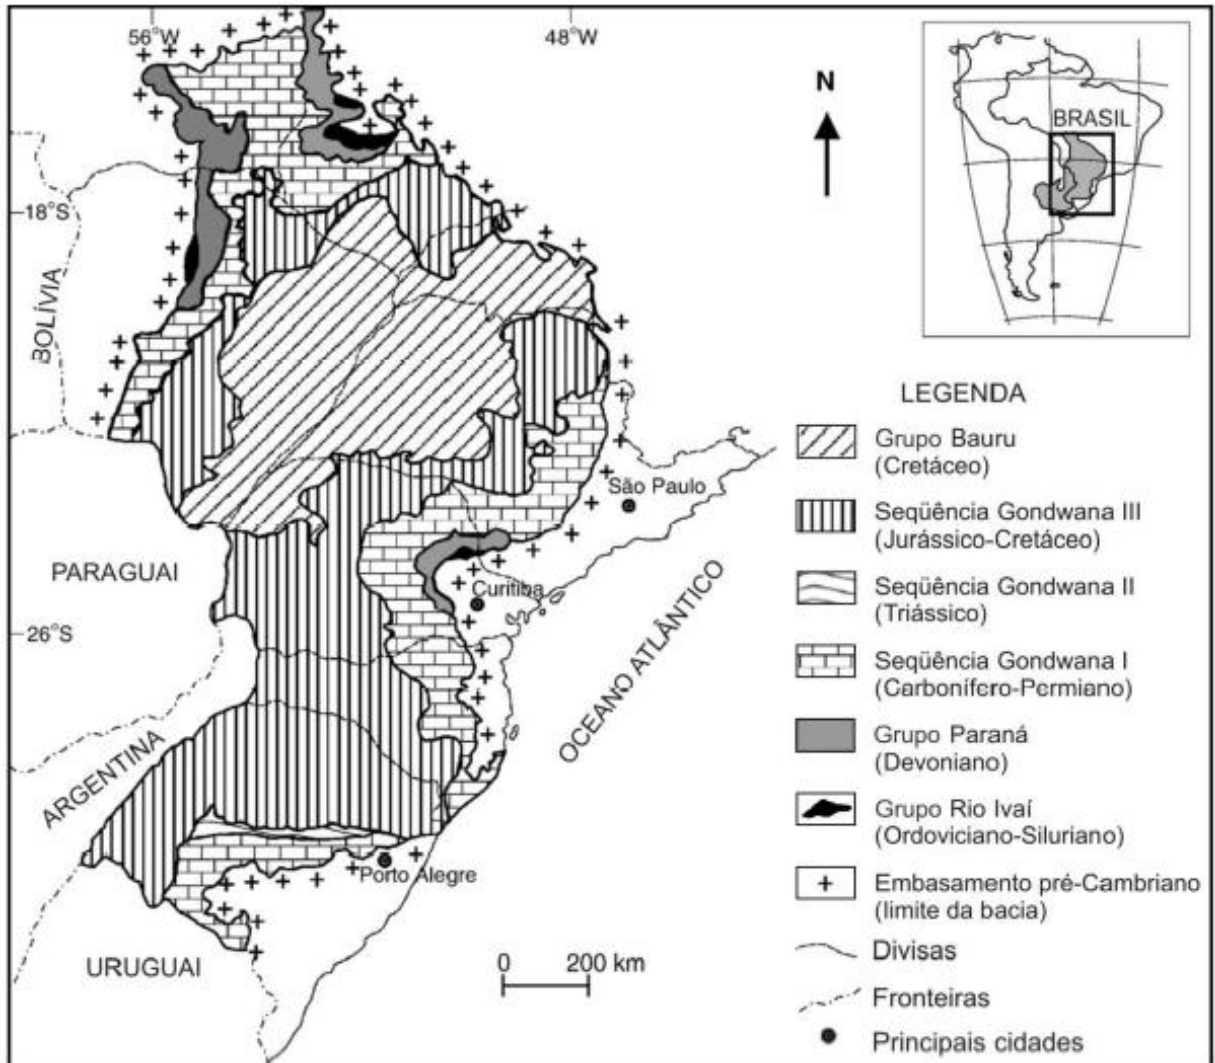 56°W
48°W
N
BRASIL
18°S
BOLÍVIA
LEGENDA
Grupo Bauru
(Cretáceo)
São Paulo
Seqüência Gondwana III
(Jurássico-Cretáceo)
PARAGUAI
Curitiba
Seqüência Gondwana II
(Triássico)
26°S
OCEANO ATLÂNTICO
Seqüência Gondwana I
(Carbonífero-Permiano)
ARGENTINA
Grupo Paraná
(Devoniano)
Grupo Rio Ivaí
(Ordoviciano-Siluriano)
Porto Alegre
Embasamento pré-Cambriano
(limite da bacia)
URUGUAI
0 200 km
Divisas
Fronteiras
Principais cidades